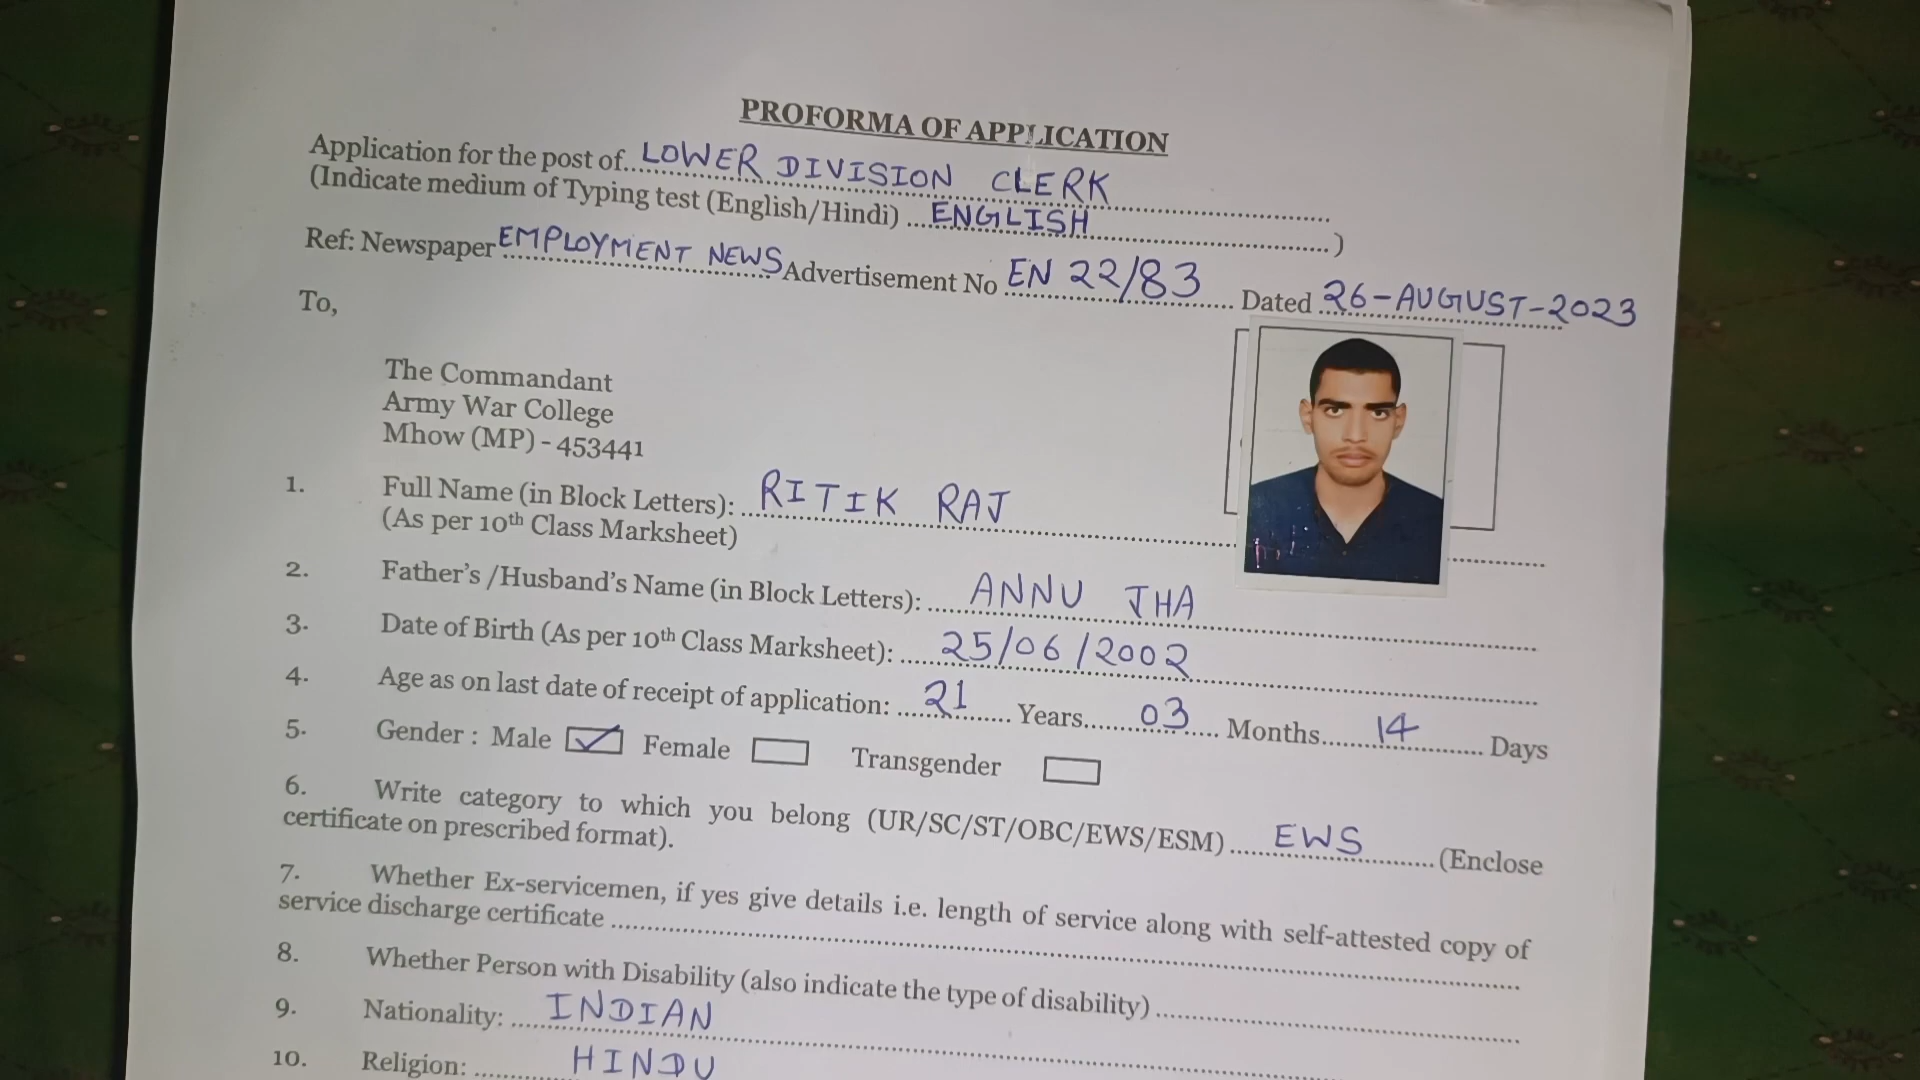 PROFORMA OF APPLICATION
Application for the post of..LOWER DIVISION CLERK
(Indicate medium of Typing test (English/Hindi) ...ENGLISH...)
Ref: Newspaper EMPLOYMENT NEWS Advertisement No EN 22/83 Dated 26-AUGUST-2023
To,
The Commandant
Army War College
Mhow (MP) - 453441
1. Full Name (in Block Letters): RITIK RAJ
(As per 10th Class Marksheet)
2. Father's /Husband's Name (in Block Letters): ANNU JHA
3. Date of Birth (As per 10th Class Marksheet): 25/06/2002
4. Age as on last date of receipt of application: 21 Years 03 Months 14 Days
5. Gender : Male ✓ Female Transgender
6. Write category to which you belong (UR/SC/ST/OBC/EWS/ESM) EWS (Enclose
certificate on prescribed format).
7. Whether Ex-servicemen, if yes give details i.e. length of service along with self-attested copy of
service discharge certificate
8. Whether Person with Disability (also indicate the type of disability)
9. Nationality: INDIAN
10. Religion: HINDU